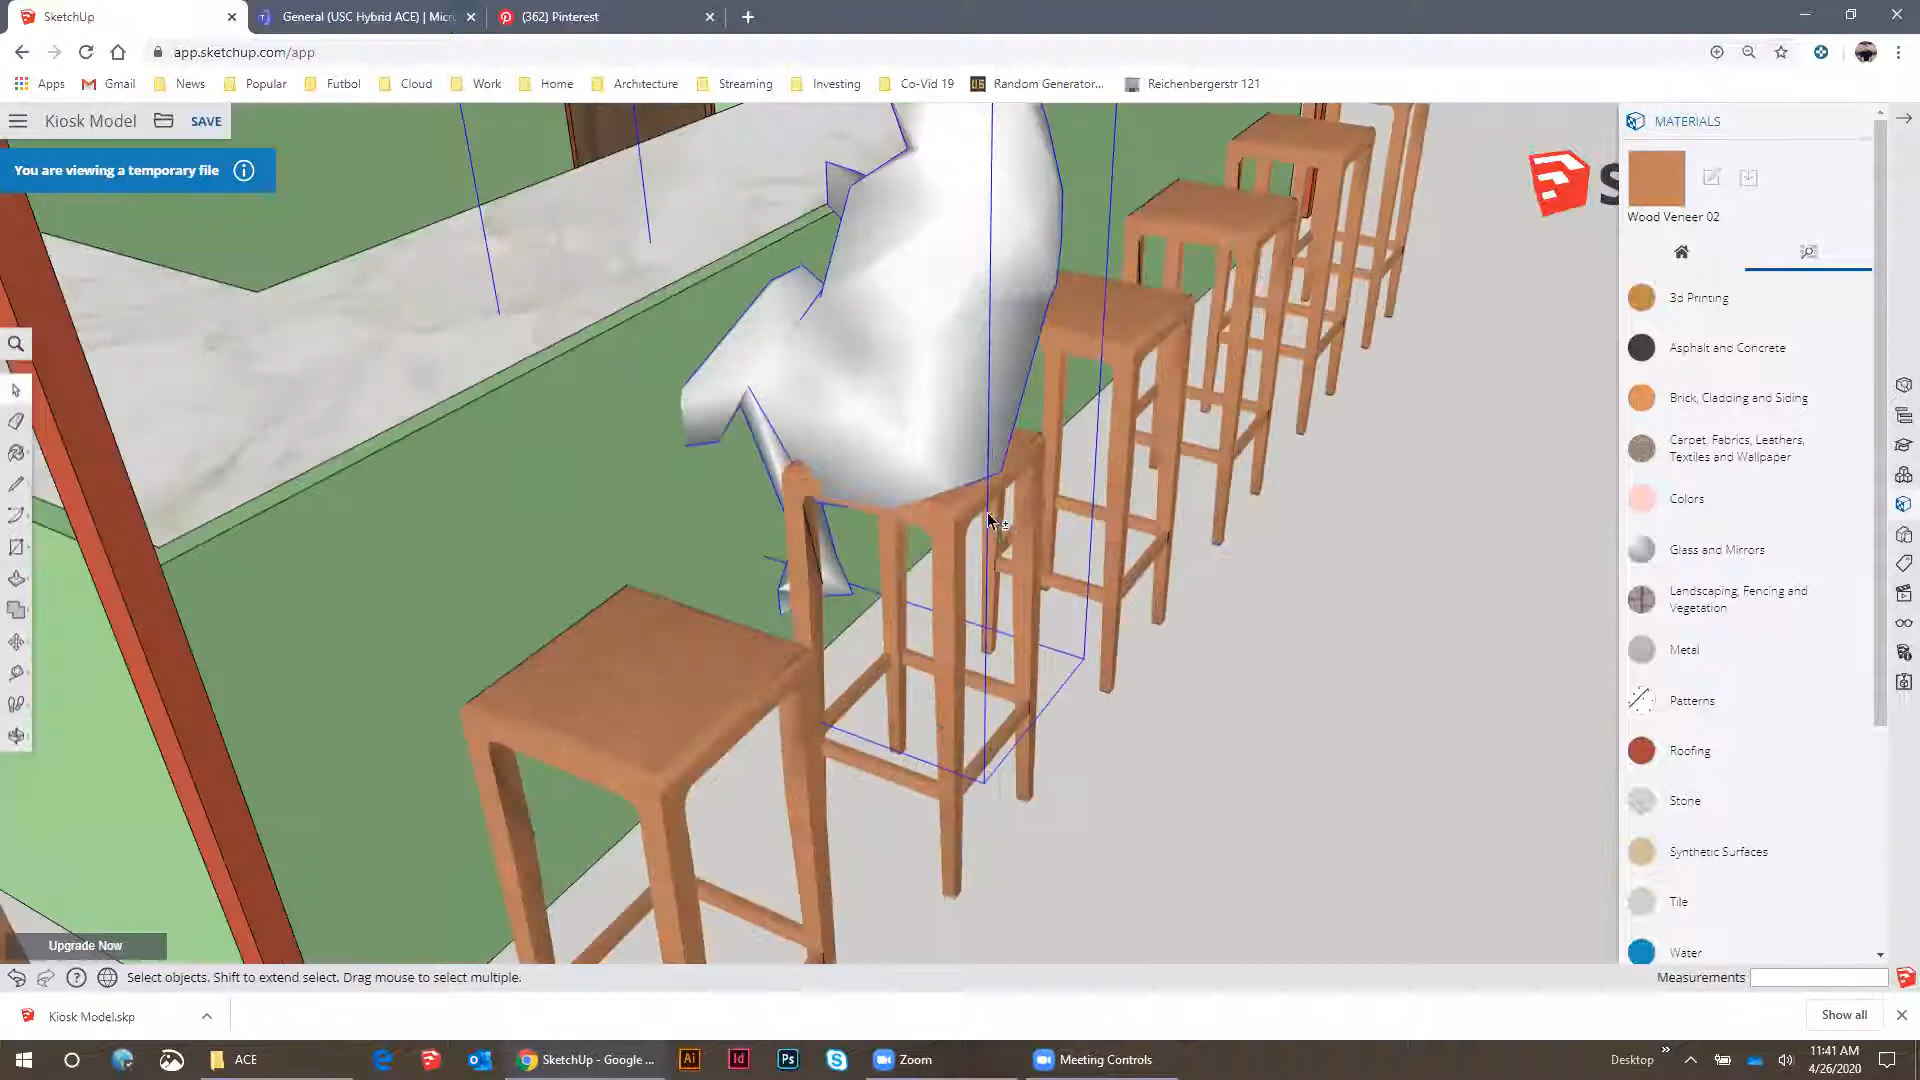 SketchUp
General (USC Hybrid ACE) | Micr
(362) Pinterest
app.sketchup.com/app
Apps
Gmail
News
Popular
Futbol
Cloud
Work
Home
Architecture
Streaming
Investing
Co-Vid 19
Random Generator...
Reichenbergerstr 121
Kiosk Model
SAVE
You are viewing a temporary file
S
MATERIALS
Wood Veneer 02
3d Printing
Asphalt and Concrete
Brick, Cladding and Siding
Carpet, Fabrics, Leathers,
Textiles and Wallpaper
Colors
Glass and Mirrors
Landscaping, Fencing and
Vegetation
Metal
Patterns
Roofing
Stone
Synthetic Surfaces
Tile
Water
Upgrade Now
Select objects. Shift to extend select. Drag mouse to select multiple.
Measurements
Kiosk Model.skp
Show all
ACE
SketchUp - Google ...
Ai
Id
Ps
Zoom
Meeting Controls
Desktop
11:41 AM
4/26/2020